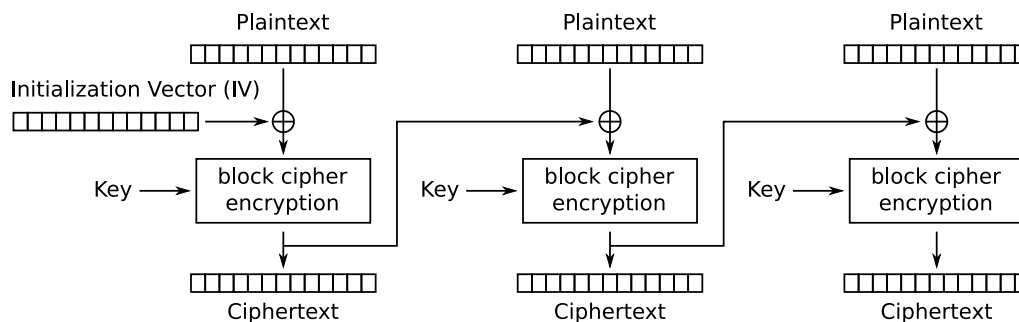 Plaintext
Plaintext
Plaintext
Initialization Vector (IV)
Key
block cipher
encryption
Key
block cipher
encryption
Key
block cipher
encryption
Ciphertext
Ciphertext
Ciphertext